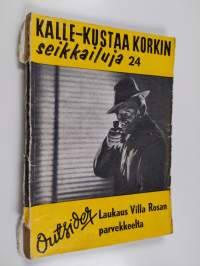 KALLE-KUSTAA KORKIN
seikkailuja 24
Outsider
Laukaus Villa Rosan
parvekkeelta